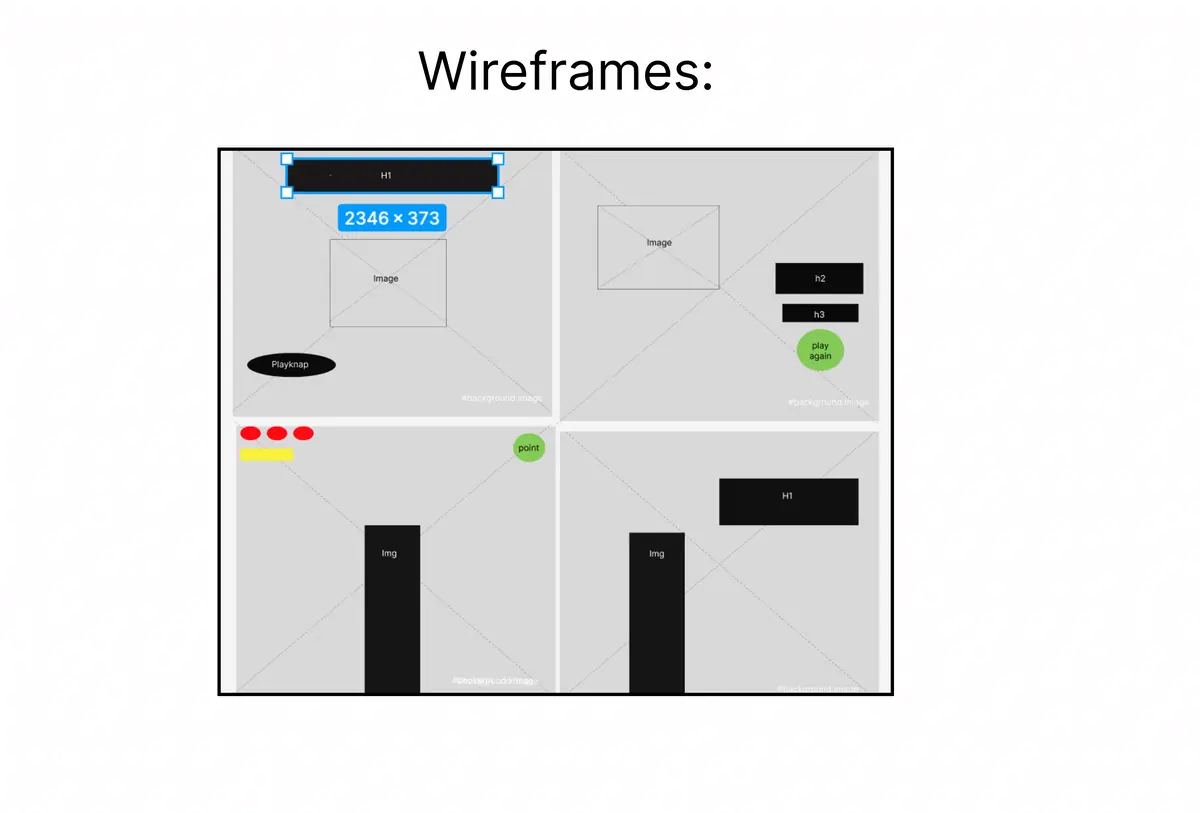 Wireframes:
H1
2346 × 373
Image
Playknap
#background image
Image
h2
h3
play
again
#background image
point
Img
H1
Img
#background image